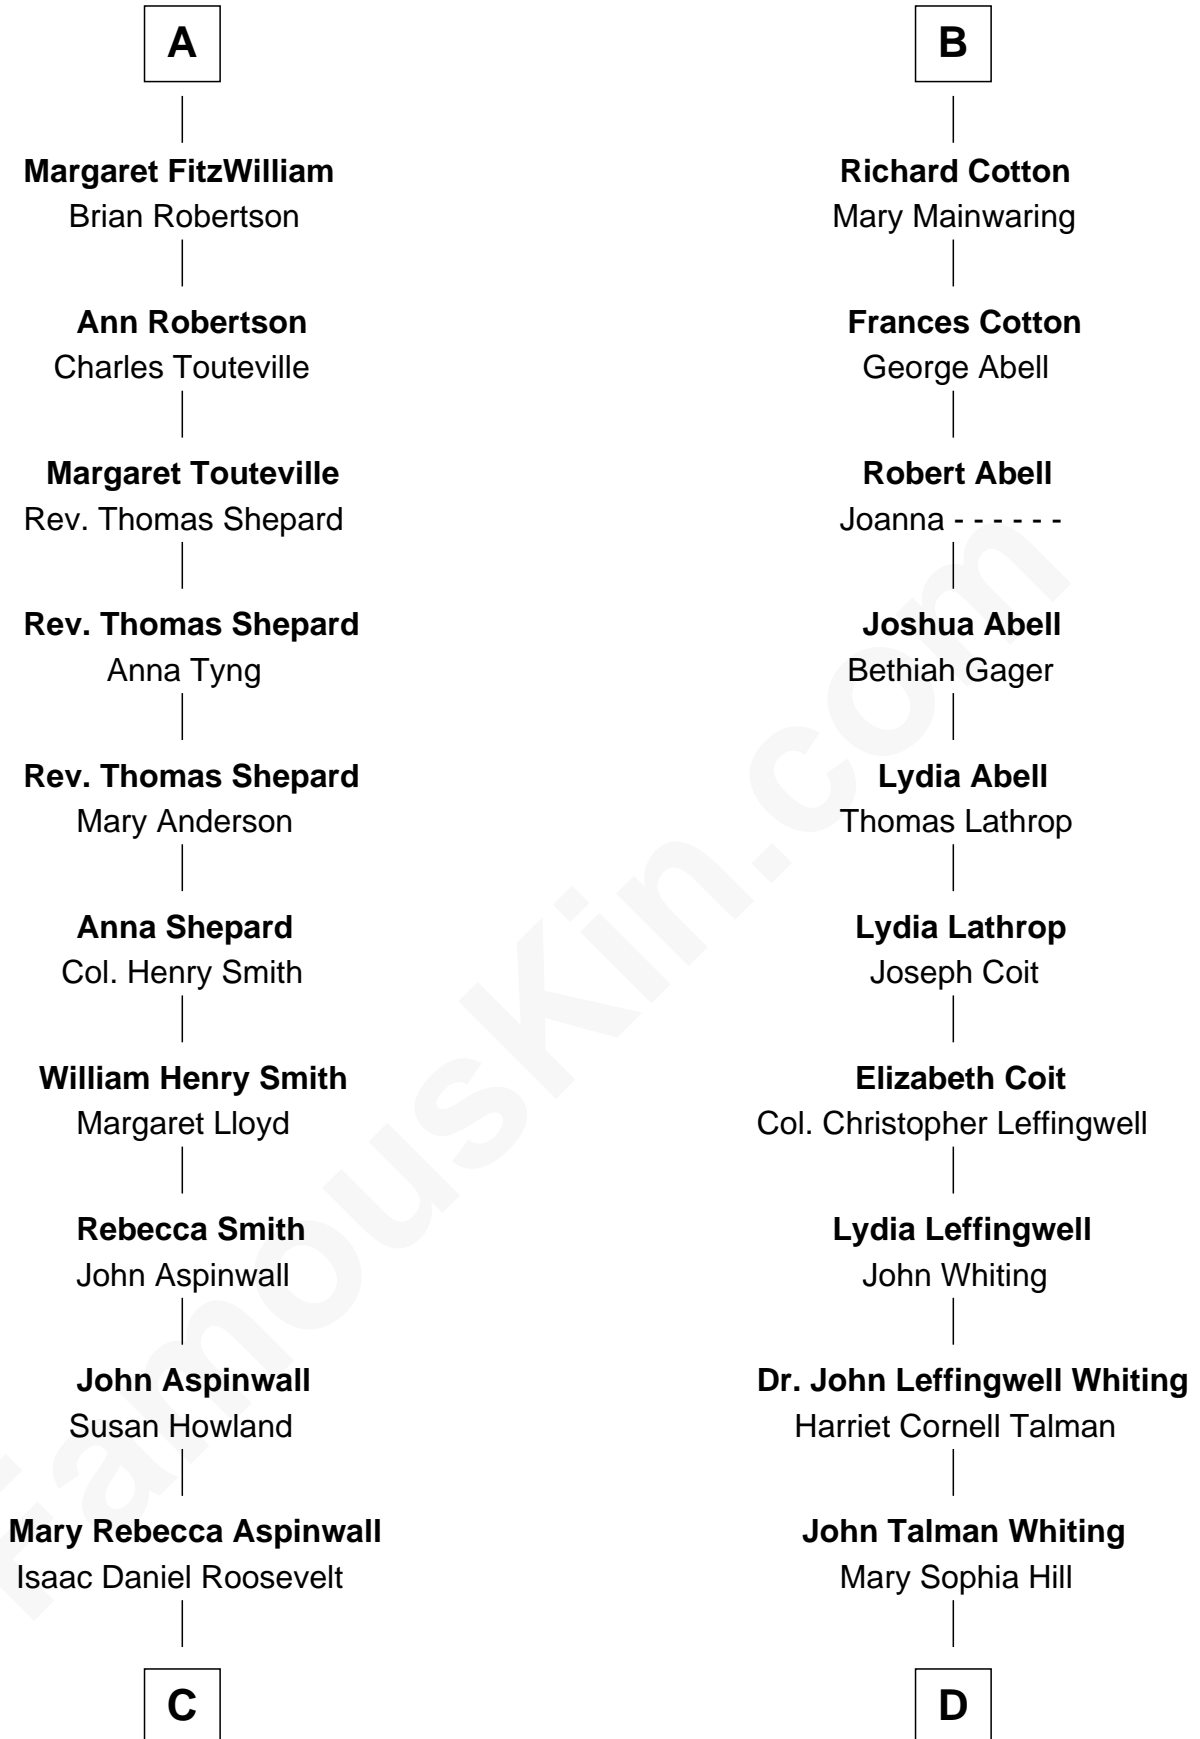 A
Margaret FitzWilliam
Brian Robertson
Ann Robertson
Charles Touteville
Margaret Touteville
Rev. Thomas Shepard
Rev. Thomas Shepard
Anna Tyng
Rev. Thomas Shepard
Mary Anderson
Anna Shepard
Col. Henry Smith
William Henry Smith
Margaret Lloyd
Rebecca Smith
John Aspinwall
John Aspinwall
Susan Howland
Mary Rebecca Aspinwall
Isaac Daniel Roosevelt
C
B
Richard Cotton
Mary Mainwaring
Frances Cotton
George Abell
Robert Abell
Joanna - - - - - -
Joshua Abell
Bethiah Gager
Lydia Abell
Thomas Lathrop
Lydia Lathrop
Joseph Coit
Elizabeth Coit
Col. Christopher Leffingwell
Lydia Leffingwell
John Whiting
Dr. John Leffingwell Whiting
Harriet Cornell Talman
John Talman Whiting
Mary Sophia Hill
D
FamousKin.com